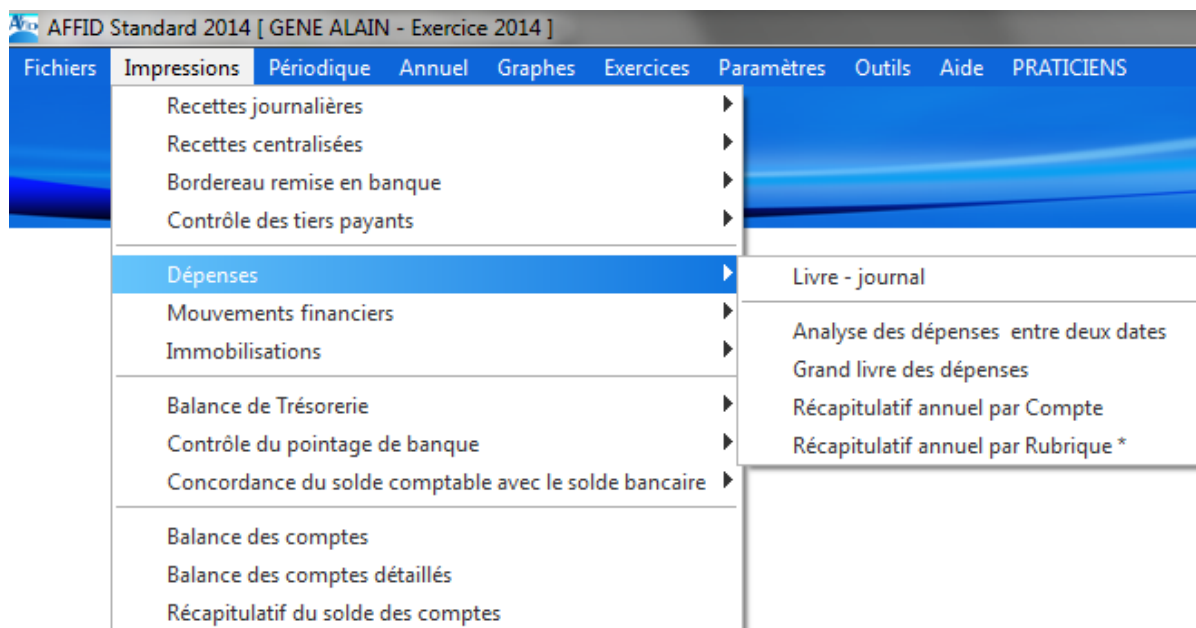 AFFID Standard 2014 [ GENE ALAIN - Exercice 2014 ]
Fichiers Impressions Périodique Annuel Graphes Exercices Paramètres Outils Aide PRATICIENS
Recettes journalières
Recettes centralisées
Bordereau remise en banque
Contrôle des tiers payants
Dépenses
Mouvements financiers
Immobilisations
Balance de Trésorerie
Contrôle du pointage de banque
Concordance du solde comptable avec le solde bancaire
Balance des comptes
Balance des comptes détaillés
Récapitulatif du solde des comptes
Livre - journal
Analyse des dépenses entre deux dates
Grand livre des dépenses
Récapitulatif annuel par Compte
Récapitulatif annuel par Rubrique *